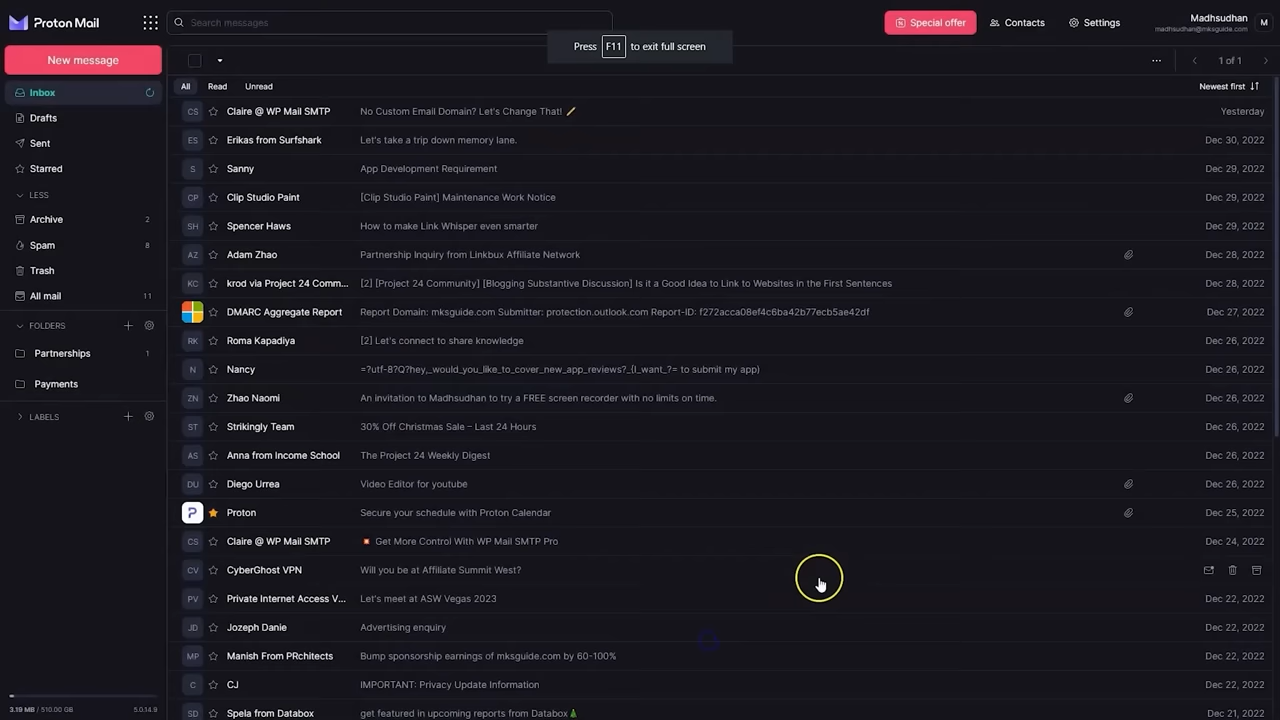 Proton Mail
Search messages
Special offer
Contacts
Settings
Madhsudhan
madhsudhan@mksguide.com
M
Press F11 to exit full screen
New message
1 of 1
Inbox
All Read Unread
Newest first
Drafts
Sent
Starred
LESS
Archive 2
Spam 8
Trash
All mail 11
FOLDERS
Partnerships 1
Payments
LABELS
CS Claire @ WP Mail SMTP No Custom Email Domain? Let's Change That! Yesterday
ES Erikas from Surfshark Let's take a trip down memory lane. Dec 30, 2022
S Sanny App Development Requirement Dec 29, 2022
CP Clip Studio Paint [Clip Studio Paint] Maintenance Work Notice Dec 29, 2022
SH Spencer Haws How to make Link Whisper even smarter Dec 29, 2022
AZ Adam Zhao Partnership Inquiry from Linkbux Affiliate Network Dec 28, 2022
KC krod via Project 24 Comm... [2] [Project 24 Community] [Blogging Substantive Discussion] Is it a Good Idea to Link to Websites in the First Sentences Dec 28, 2022
DMARC Aggregate Report Report Domain: mksguide.com Submitter: protection.outlook.com Report-ID: f272acca08ef4c6ba42b77ecb5ae42df Dec 27, 2022
RK Roma Kapadiya [2] Let's connect to share knowledge Dec 26, 2022
N Nancy =?utf-8?Q?hey,_would_you_like_to_cover_new_app_reviews?_(I_want_?= to submit my app) Dec 26, 2022
ZN Zhao Naomi An invitation to Madhsudhan to try a FREE screen recorder with no limits on time. Dec 26, 2022
ST Strikingly Team 30% Off Christmas Sale – Last 24 Hours Dec 26, 2022
AS Anna from Income School The Project 24 Weekly Digest Dec 26, 2022
DU Diego Urrea Video Editor for youtube Dec 26, 2022
P Proton Secure your schedule with Proton Calendar Dec 25, 2022
CS Claire @ WP Mail SMTP Get More Control With WP Mail SMTP Pro Dec 24, 2022
CV CyberGhost VPN Will you be at Affiliate Summit West?
PV Private Internet Access V... Let's meet at ASW Vegas 2023 Dec 22, 2022
JD Jozeph Danie Advertising enquiry Dec 22, 2022
MP Manish From PRchitects Bump sponsorship earnings of mksguide.com by 60-100% Dec 22, 2022
C CJ IMPORTANT: Privacy Update Information Dec 22, 2022
SD Spela from Databox get featured in upcoming reports from Databox Dec 21, 2022
3.19 MB / 510.00 GB 5.0.14.9